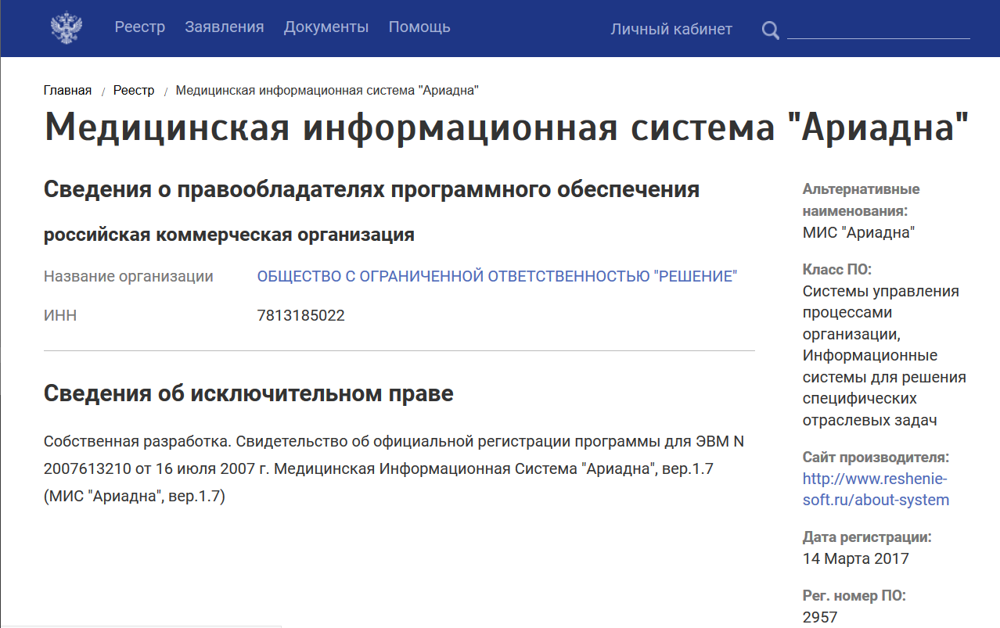 Реестр Заявления Документы Помощь Личный кабинет
Главная / Реестр / Медицинская информационная система "Ариадна"
Медицинская информационная система "Ариадна"
Сведения о правообладателях программного обеспечения
российская коммерческая организация
Название организации ОБЩЕСТВО С ОГРАНИЧЕННОЙ ОТВЕТСТВЕННОСТЬЮ "РЕШЕНИЕ"
ИНН 7813185022
Сведения об исключительном праве
Собственная разработка. Свидетельство об официальной регистрации программы для ЭВМ N
2007613210 от 16 июля 2007 г. Медицинская Информационная Система "Ариадна", вер.1.7
(МИС "Ариадна", вер.1.7)
Альтернативные
наименования:
МИС "Ариадна"
Класс ПО:
Системы управления
процессами
организации,
Информационные
системы для решения
специфических
отраслевых задач
Сайт производителя:
http://www.reshenie-
soft.ru/about-system
Дата регистрации:
14 Марта 2017
Рег. номер ПО:
2957